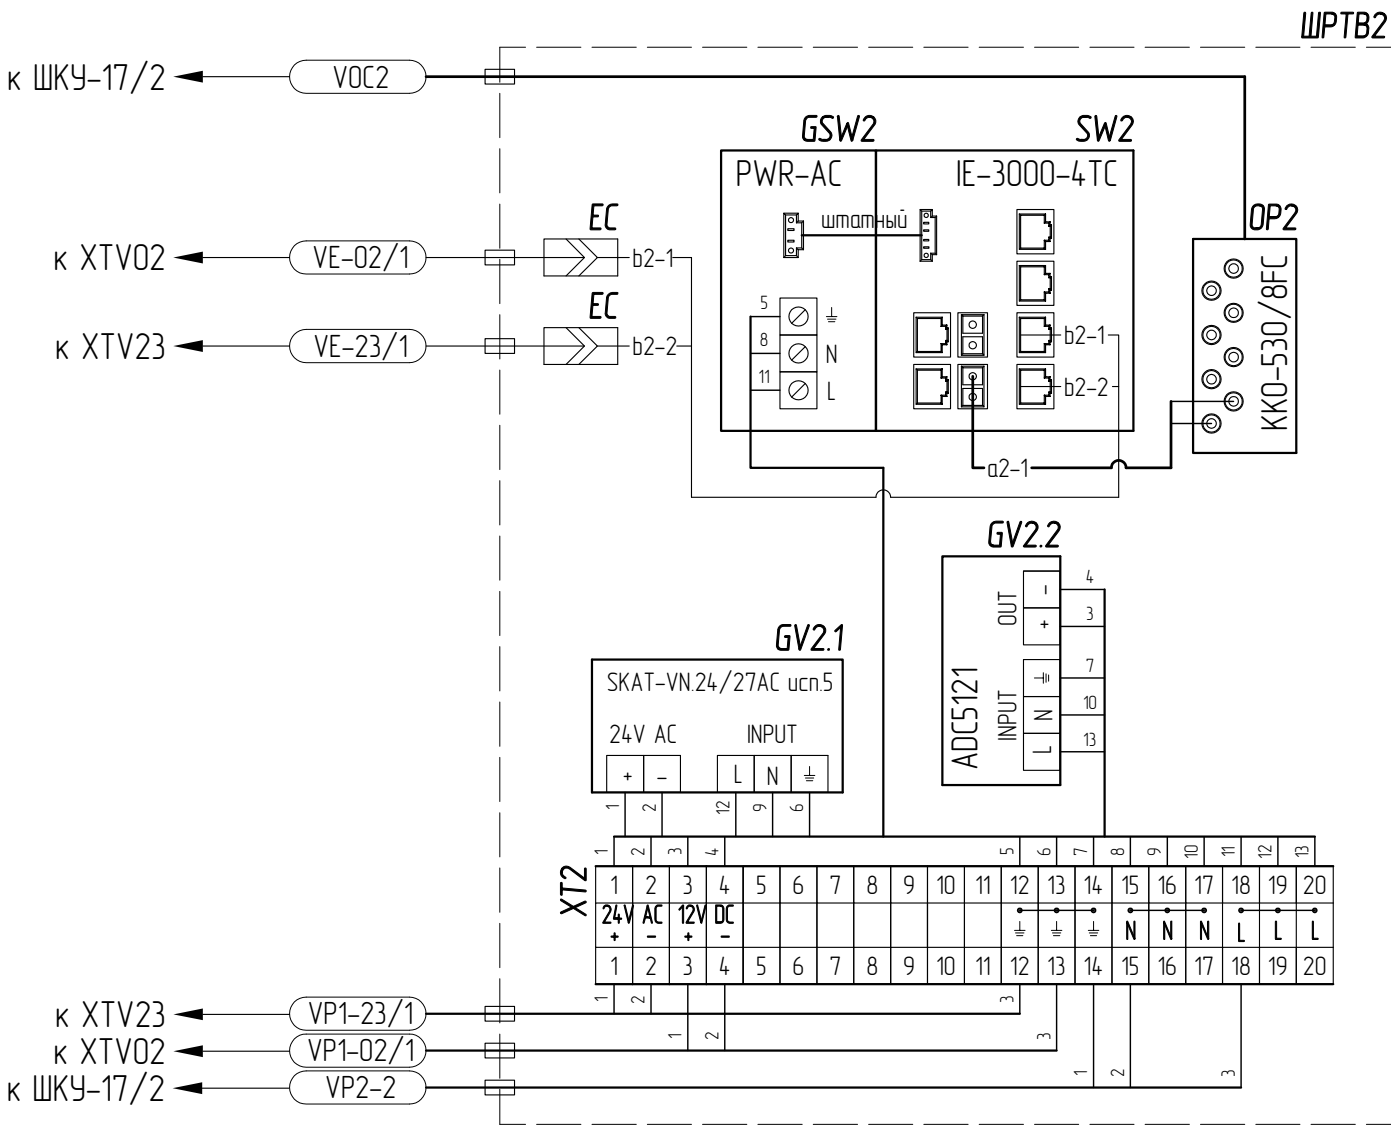 ШРТВ2
к ШКУ-17/2
VOC2
GSW2
SW2
PWR-AC
IE-3000-4TC
штатный
OP2
ККО-530/8FC
EC
к XTV02
VE-02/1
b2-1
EC
к XTV23
VE-23/1
b2-2
5
8
N
11
L
b2-1
b2-2
a2-1
GV2.2
ADC5121
OUT
- 4
+ 3
INPUT
7
N 10
L 13
GV2.1
SKAT-VN.24/27AC исп.5
24V AC INPUT
+ - L N
1 2 12 9 6
1 2 3 4 5 6 7 8 9 10 11 12 13
XT2
1 2 3 4 5 6 7 8 9 10 11 12 13 14 15 16 17 18 19 20
24V AC 12V DC
+ - + - N N N L L L
1 2 3 4 5 6 7 8 9 10 11 12 13 14 15 16 17 18 19 20
1 2 3
к XTV23
VP1-23/1
1 2 3
к XTV02
VP1-02/1
1 2 3
к ШКУ-17/2
VP2-2